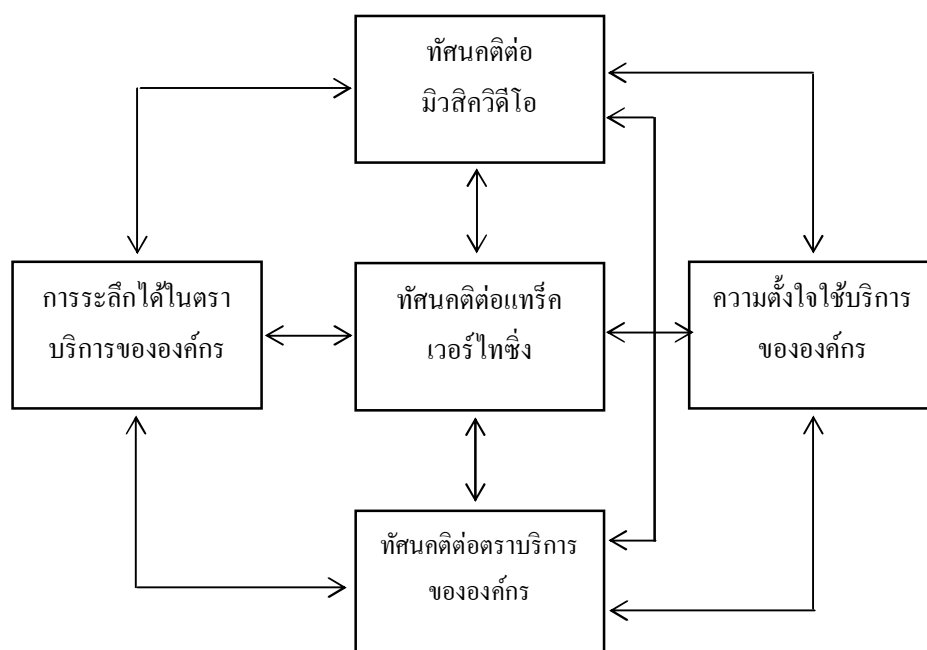 ทัศนคติต่อ
มิวสิควิดีโอ
การระลึกได้ในตรา
บริการขององค์กร
ทัศนคติต่อแทร็ค
เวอร์ไทซิ่ง
ความตั้งใจใช้บริการ
ขององค์กร
ทัศนคติต่อตราบริการ
ขององค์กร